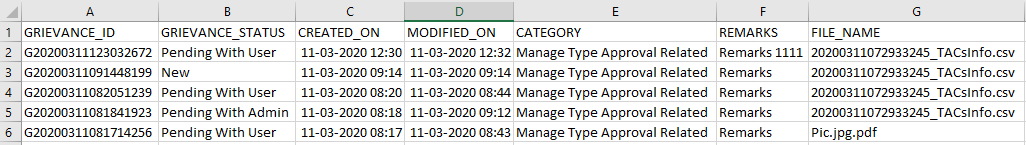 A B C D E F G
1 GRIEVANCE_ID GRIEVANCE_STATUS CREATED_ON MODIFIED_ON CATEGORY REMARKS FILE_NAME
2 G20200311123032672 Pending With User 11-03-2020 12:30 11-03-2020 12:32 Manage Type Approval Related Remarks 1111 20200311072933245_TACsInfo.csv
3 G20200311091448199 New 11-03-2020 09:14 11-03-2020 09:14 Manage Type Approval Related Remarks 20200311072933245_TACsInfo.csv
4 G20200311082051239 Pending With User 11-03-2020 08:20 11-03-2020 08:44 Manage Type Approval Related Remarks 20200311072933245_TACsInfo.csv
5 G20200311081841923 Pending With Admin 11-03-2020 08:18 11-03-2020 09:12 Manage Type Approval Related Remarks 20200311072933245_TACsInfo.csv
6 G20200311081714256 Pending With User 11-03-2020 08:17 11-03-2020 08:43 Manage Type Approval Related Remarks Pic.jpg.pdf